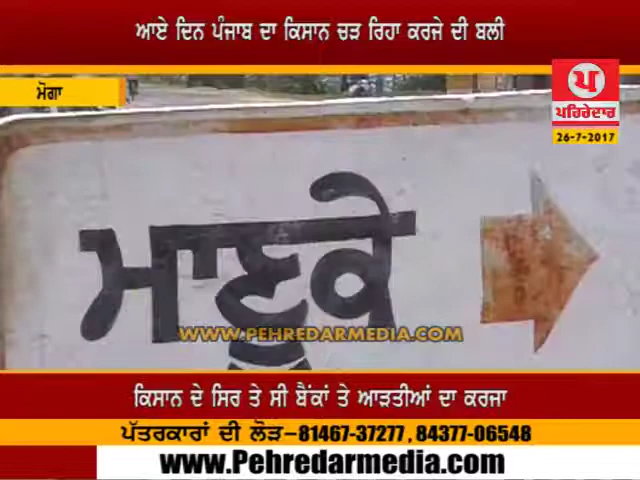 ਆਏ ਦਿਨ ਪੰਜਾਬ ਦਾ ਕਿਸਾਨ ਚੜ ਰਿਹਾ ਕਰਜੇ ਦੀ ਬਲੀ
ਮੋਗਾ
ਪ
ਪਹਿਰੇਦਾਰ
26-7-2017
ਮਾਣੂਕੇ
WWW.PEHREDARMEDIA.COM
ਕਿਸਾਨ ਦੇ ਸਿਰ ਤੇ ਸੀ ਬੈਂਕਾਂ ਤੇ ਆੜਤੀਆਂ ਦਾ ਕਰਜਾ
ਪੱਤਰਕਾਰਾਂ ਦੀ ਲੋੜ–81467-37277 , 84377-06548
www.Pehredarmedia.com